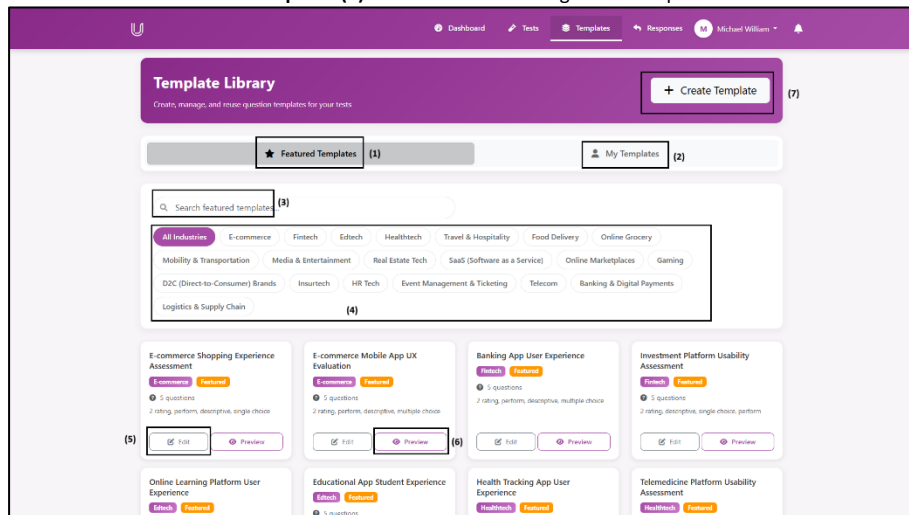 Dashboard Tests Templates Responses M Michael William
Template Library
Create, manage, and reuse question templates for your tests
+ Create Template (7)
Featured Templates (1) My Templates (2)
Search featured templates... (3)
All Industries E-commerce Fintech Edtech Healthtech Travel & Hospitality Food Delivery Online Grocery
Mobility & Transportation Media & Entertainment Real Estate Tech SaaS (Software as a Service) Online Marketplaces Gaming
D2C (Direct-to-Consumer) Brands Insurtech HR Tech Event Management & Ticketing Telecom Banking & Digital Payments
Logistics & Supply Chain (4)
E-commerce Shopping Experience Assessment
E-commerce Featured
5 questions
2 rating, perform, descriptive, single choice
(5) Edit Preview
E-commerce Mobile App UX Evaluation
E-commerce Featured
5 questions
2 rating, perform, descriptive, multiple choice
Edit Preview (6)
Banking App User Experience
Fintech Featured
5 questions
2 rating, perform, descriptive, multiple choice
Edit Preview
Investment Platform Usability Assessment
Fintech Featured
5 questions
2 rating, descriptive, single choice, perform
Edit Preview
Online Learning Platform User Experience
Edtech Featured
Educational App Student Experience
Edtech Featured
5 questions
Health Tracking App User Experience
Healthtech Featured
Telemedicine Platform Usability Assessment
Healthtech Featured